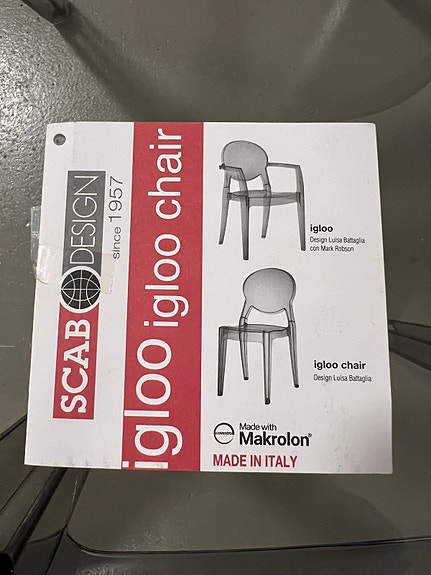 SCAB DESIGN
since 1957
igloo igloo chair
igloo
Design Luisa Battaglia
con Mark Robson
igloo chair
Design Luisa Battaglia
Made with
Makrolon®
MADE IN ITALY